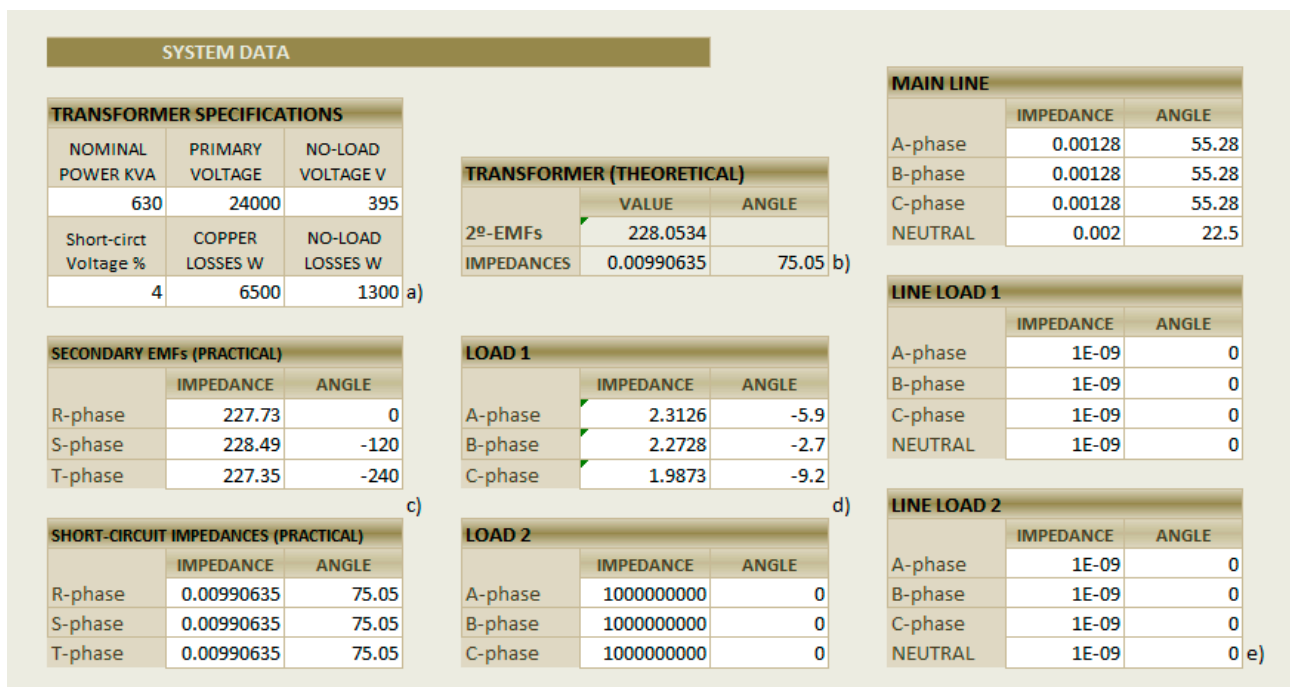 SYSTEM DATA
TRANSFORMER SPECIFICATIONS
NOMINAL POWER KVA PRIMARY VOLTAGE NO-LOAD VOLTAGE V
630 24000 395
Short-circt Voltage % COPPER LOSSES W NO-LOAD LOSSES W
4 6500 1300 a)
TRANSFORMER (THEORETICAL)
VALUE ANGLE
2º-EMFs 228.0534
IMPEDANCES 0.00990635 75.05 b)
MAIN LINE
IMPEDANCE ANGLE
A-phase 0.00128 55.28
B-phase 0.00128 55.28
C-phase 0.00128 55.28
NEUTRAL 0.002 22.5
SECONDARY EMFs (PRACTICAL)
IMPEDANCE ANGLE
R-phase 227.73 0
S-phase 228.49 -120
T-phase 227.35 -240
c)
SHORT-CIRCUIT IMPEDANCES (PRACTICAL)
IMPEDANCE ANGLE
R-phase 0.00990635 75.05
S-phase 0.00990635 75.05
T-phase 0.00990635 75.05
LOAD 1
IMPEDANCE ANGLE
A-phase 2.3126 -5.9
B-phase 2.2728 -2.7
C-phase 1.9873 -9.2
d)
LOAD 2
IMPEDANCE ANGLE
A-phase 1000000000 0
B-phase 1000000000 0
C-phase 1000000000 0
LINE LOAD 1
IMPEDANCE ANGLE
A-phase 1E-09 0
B-phase 1E-09 0
C-phase 1E-09 0
NEUTRAL 1E-09 0
LINE LOAD 2
IMPEDANCE ANGLE
A-phase 1E-09 0
B-phase 1E-09 0
C-phase 1E-09 0
NEUTRAL 1E-09 0 e)